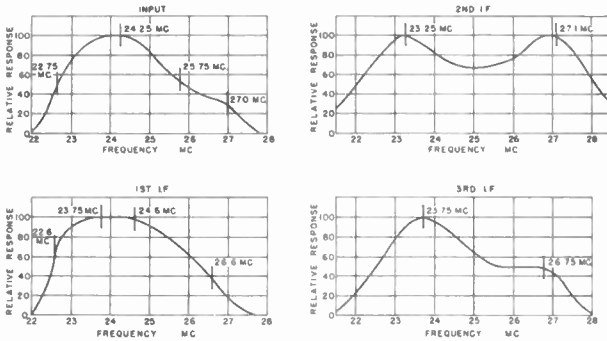 INPUT
RELATIVE RESPONSE
100
80
60
40
20
0
24.25 MC
22.75 MC.
25.75 MC.
27.0 MC
22 23 24 25 26 27 28
FREQUENCY MC
2ND I F
RELATIVE RESPONSE
100
80
60
40
20
0
23.25 MC
27.1 MC
22 23 24 25 26 27 28
FREQUENCY MC
1ST I.F
RELATIVE RESPONSE
100
80
60
40
20
0
23.75 MC
24.6 MC
22.6 MC
26.6 MC
22 23 24 25 26 27 28
FREQUENCY MC
3RD I F
RELATIVE RESPONSE
100
80
60
40
20
0
23.75 MC
26.75 MC
22 23 24 25 26 27 28
FREQUENCY MC